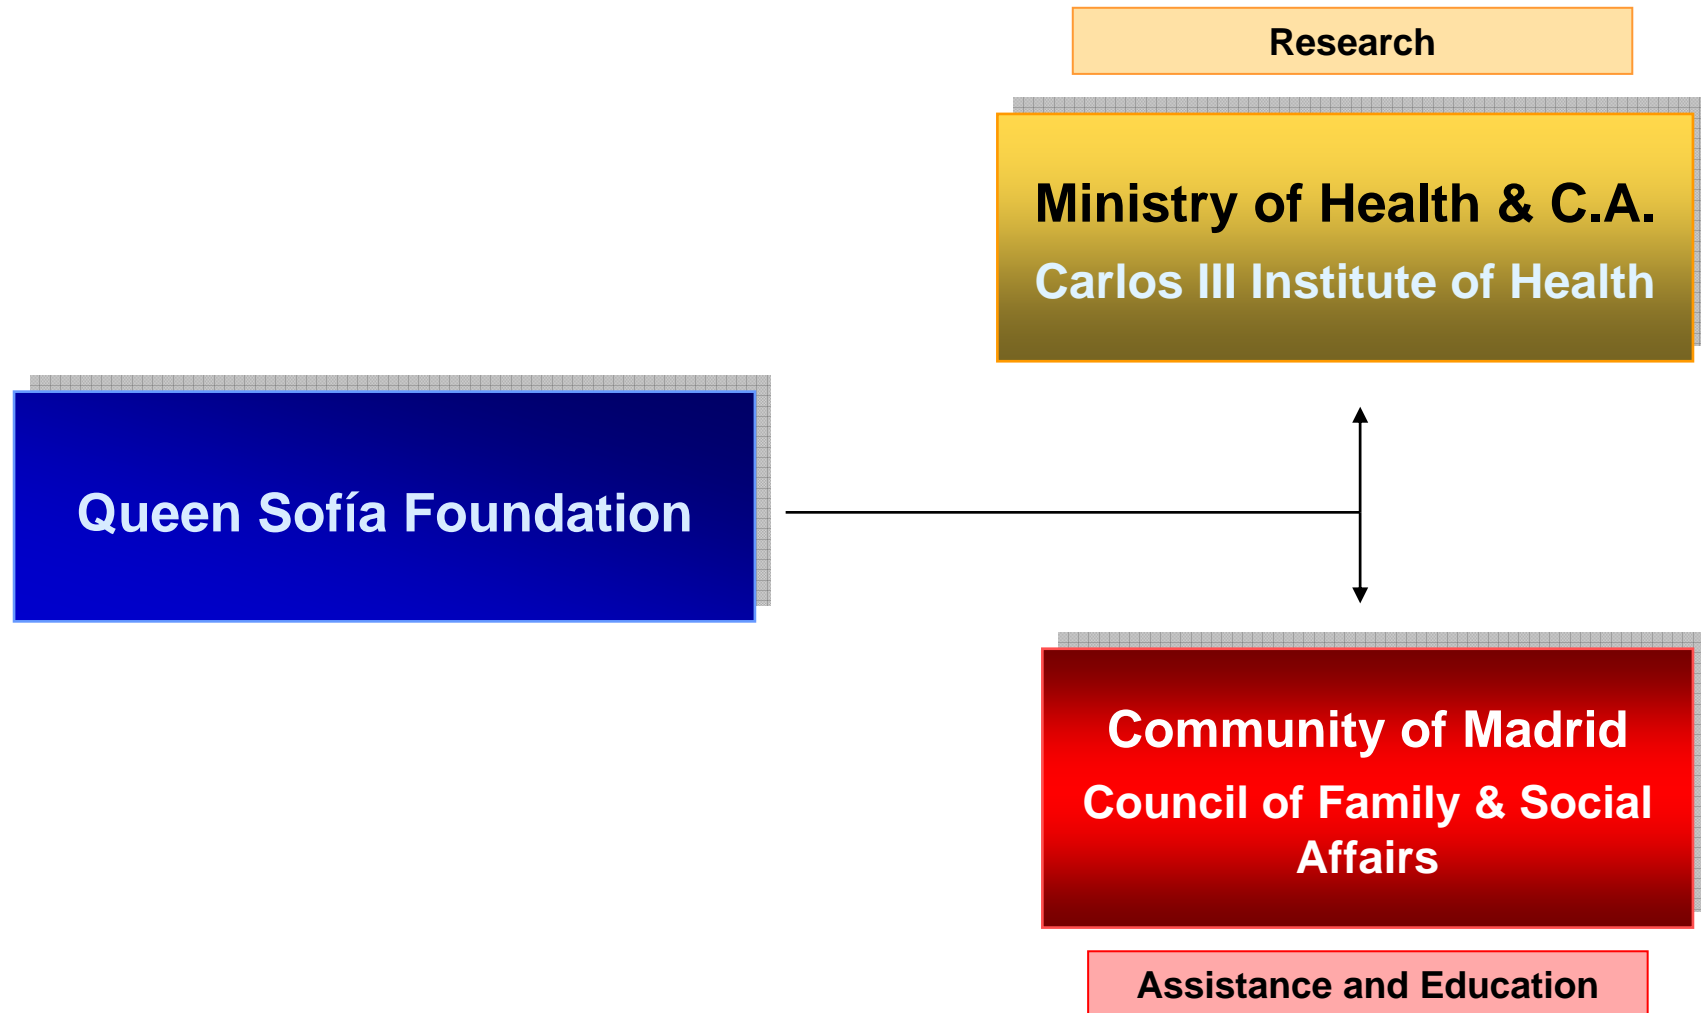 Research
Ministry of Health & C.A.
Carlos III Institute of Health
Queen Sofía Foundation
Community of Madrid
Council of Family & Social
Affairs
Assistance and Education